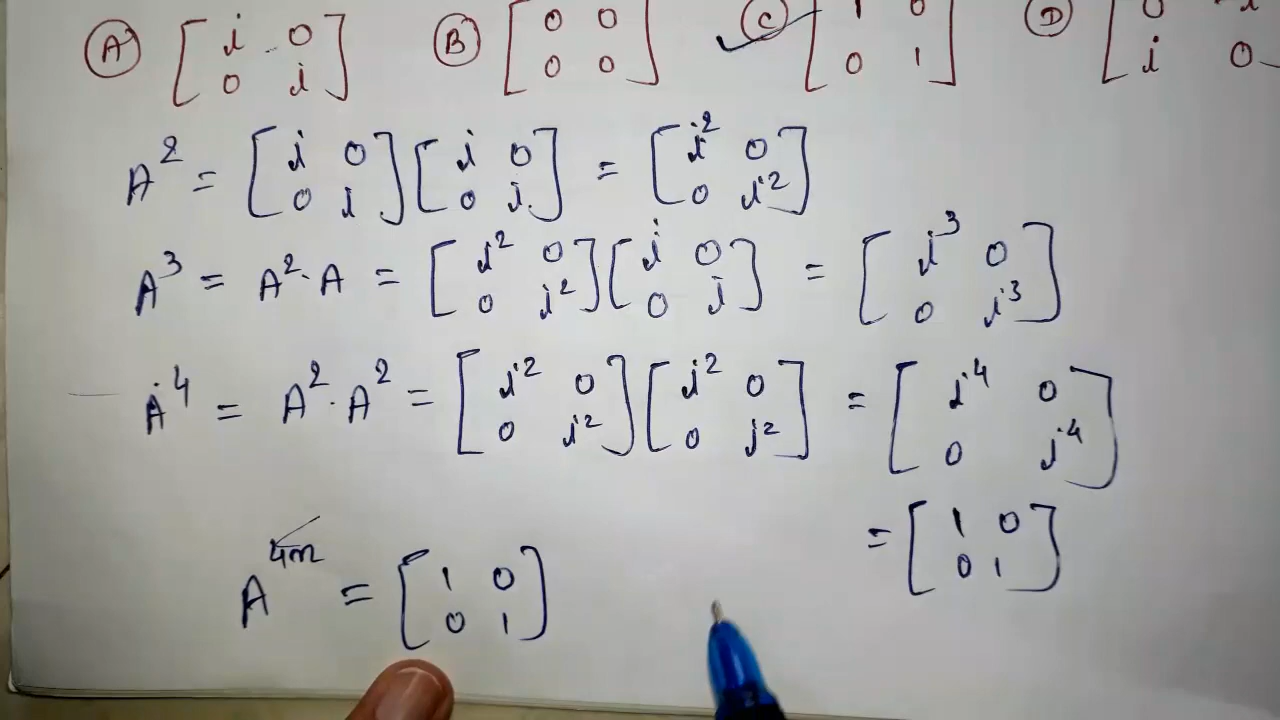 Ⓐ [i 0 Ⓑ [0 0 Ⓒ [1 0 Ⓓ [0 -i
0 i] 0 0] 0 1] i 0
A² = [i 0 [i 0 = [i² 0
0 i] 0 i] 0 i²]
A³ = A²·A = [i² 0 [i 0 = [i³ 0
0 i²] 0 i] 0 i³]
A⁴ = A²·A² = [i² 0 [i² 0 = [i⁴ 0
0 i²] 0 i²] 0 i⁴]
= [1 0
0 1]
A⁴ⁿ = [1 0
0 1]